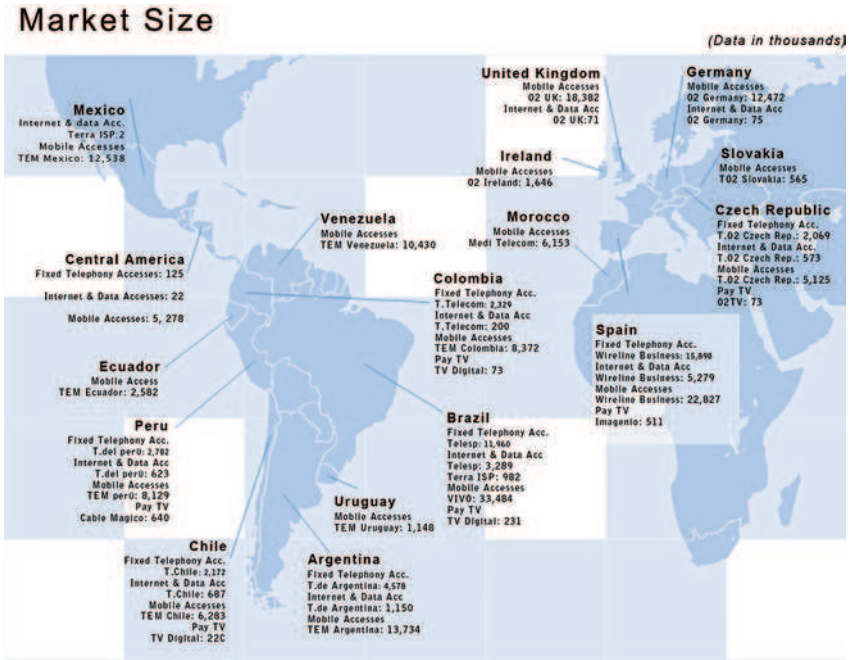 Market Size
(Data in thousands)
Mexico
Internet & data Acc.
Terra ISP:2
Mobile Accesses
TEM Mexico: 12,538
United Kingdom
Mobile Accesses
O2 UK: 18,382
Internet & Data Acc
O2 UK:71
Germany
Mobile Accesses
O2 Germany: 12,472
Internet & Data Acc
O2 Germany: 75
Ireland
Mobile Accesses
O2 Ireland: 1,646
Slovakia
Mobile Accesses
TO2 Slovakia: 565
Venezuela
Mobile Accesses
TEM Venezuela: 10,430
Morocco
Mobile Accesses
Medi Telecom: 6,153
Czech Republic
Fixed Telephony Acc.
T.O2 Czech Rep.: 2,069
Internet & Data Acc.
T.O2 Czech Rep.: 573
Mobile Accesses
T.O2 Czech Rep.: 5,125
Pay TV
O2TV: 73
Central America
Fixed Telephony Accesses: 125
Internet & Data Accesses: 22
Mobile Accesses: 5, 278
Colombia
Fixed Telephony Acc.
T.Telecom: 2,329
Internet & Data Acc
T.Telecom: 200
Mobile Accesses
TEM Colombia: 8,372
Pay TV
TV Digital: 73
Spain
Fixed Telephony Acc.
Wireline Business: 15,898
Internet & Data Acc
Wireline Business: 5,279
Mobile Accesses
Wireline Business: 22,827
Pay TV
Imagenio: 511
Ecuador
Mobile Access
TEM Ecuador: 2,582
Peru
Fixed Telephony Acc.
T.del perú: 2,782
Internet & Data Acc
T.del perú: 623
Mobile Accesses
TEM perú: 8,129
Pay TV
Cable Magico: 640
Brazil
Fixed Telephony Acc.
Telesp: 11,960
Internet & Data Acc
Telesp: 3,289
Terra ISP: 982
Mobile Accesses
VIVO: 33,484
Pay TV
TV Digital: 231
Uruguay
Mobile Accesses
TEM Uruguay: 1,148
Chile
Fixed Telephony Acc.
T.Chile: 2,172
Internet & Data Acc
T.Chile: 687
Mobile Accesses
TEM Chile: 6,283
Pay TV
TV Digital: 22C
Argentina
Fixed Telephony Acc.
T.de Argentina: 4,578
Internet & Data Acc
T.de Argentina: 1,150
Mobile Accesses
TEM Argentina: 13,734